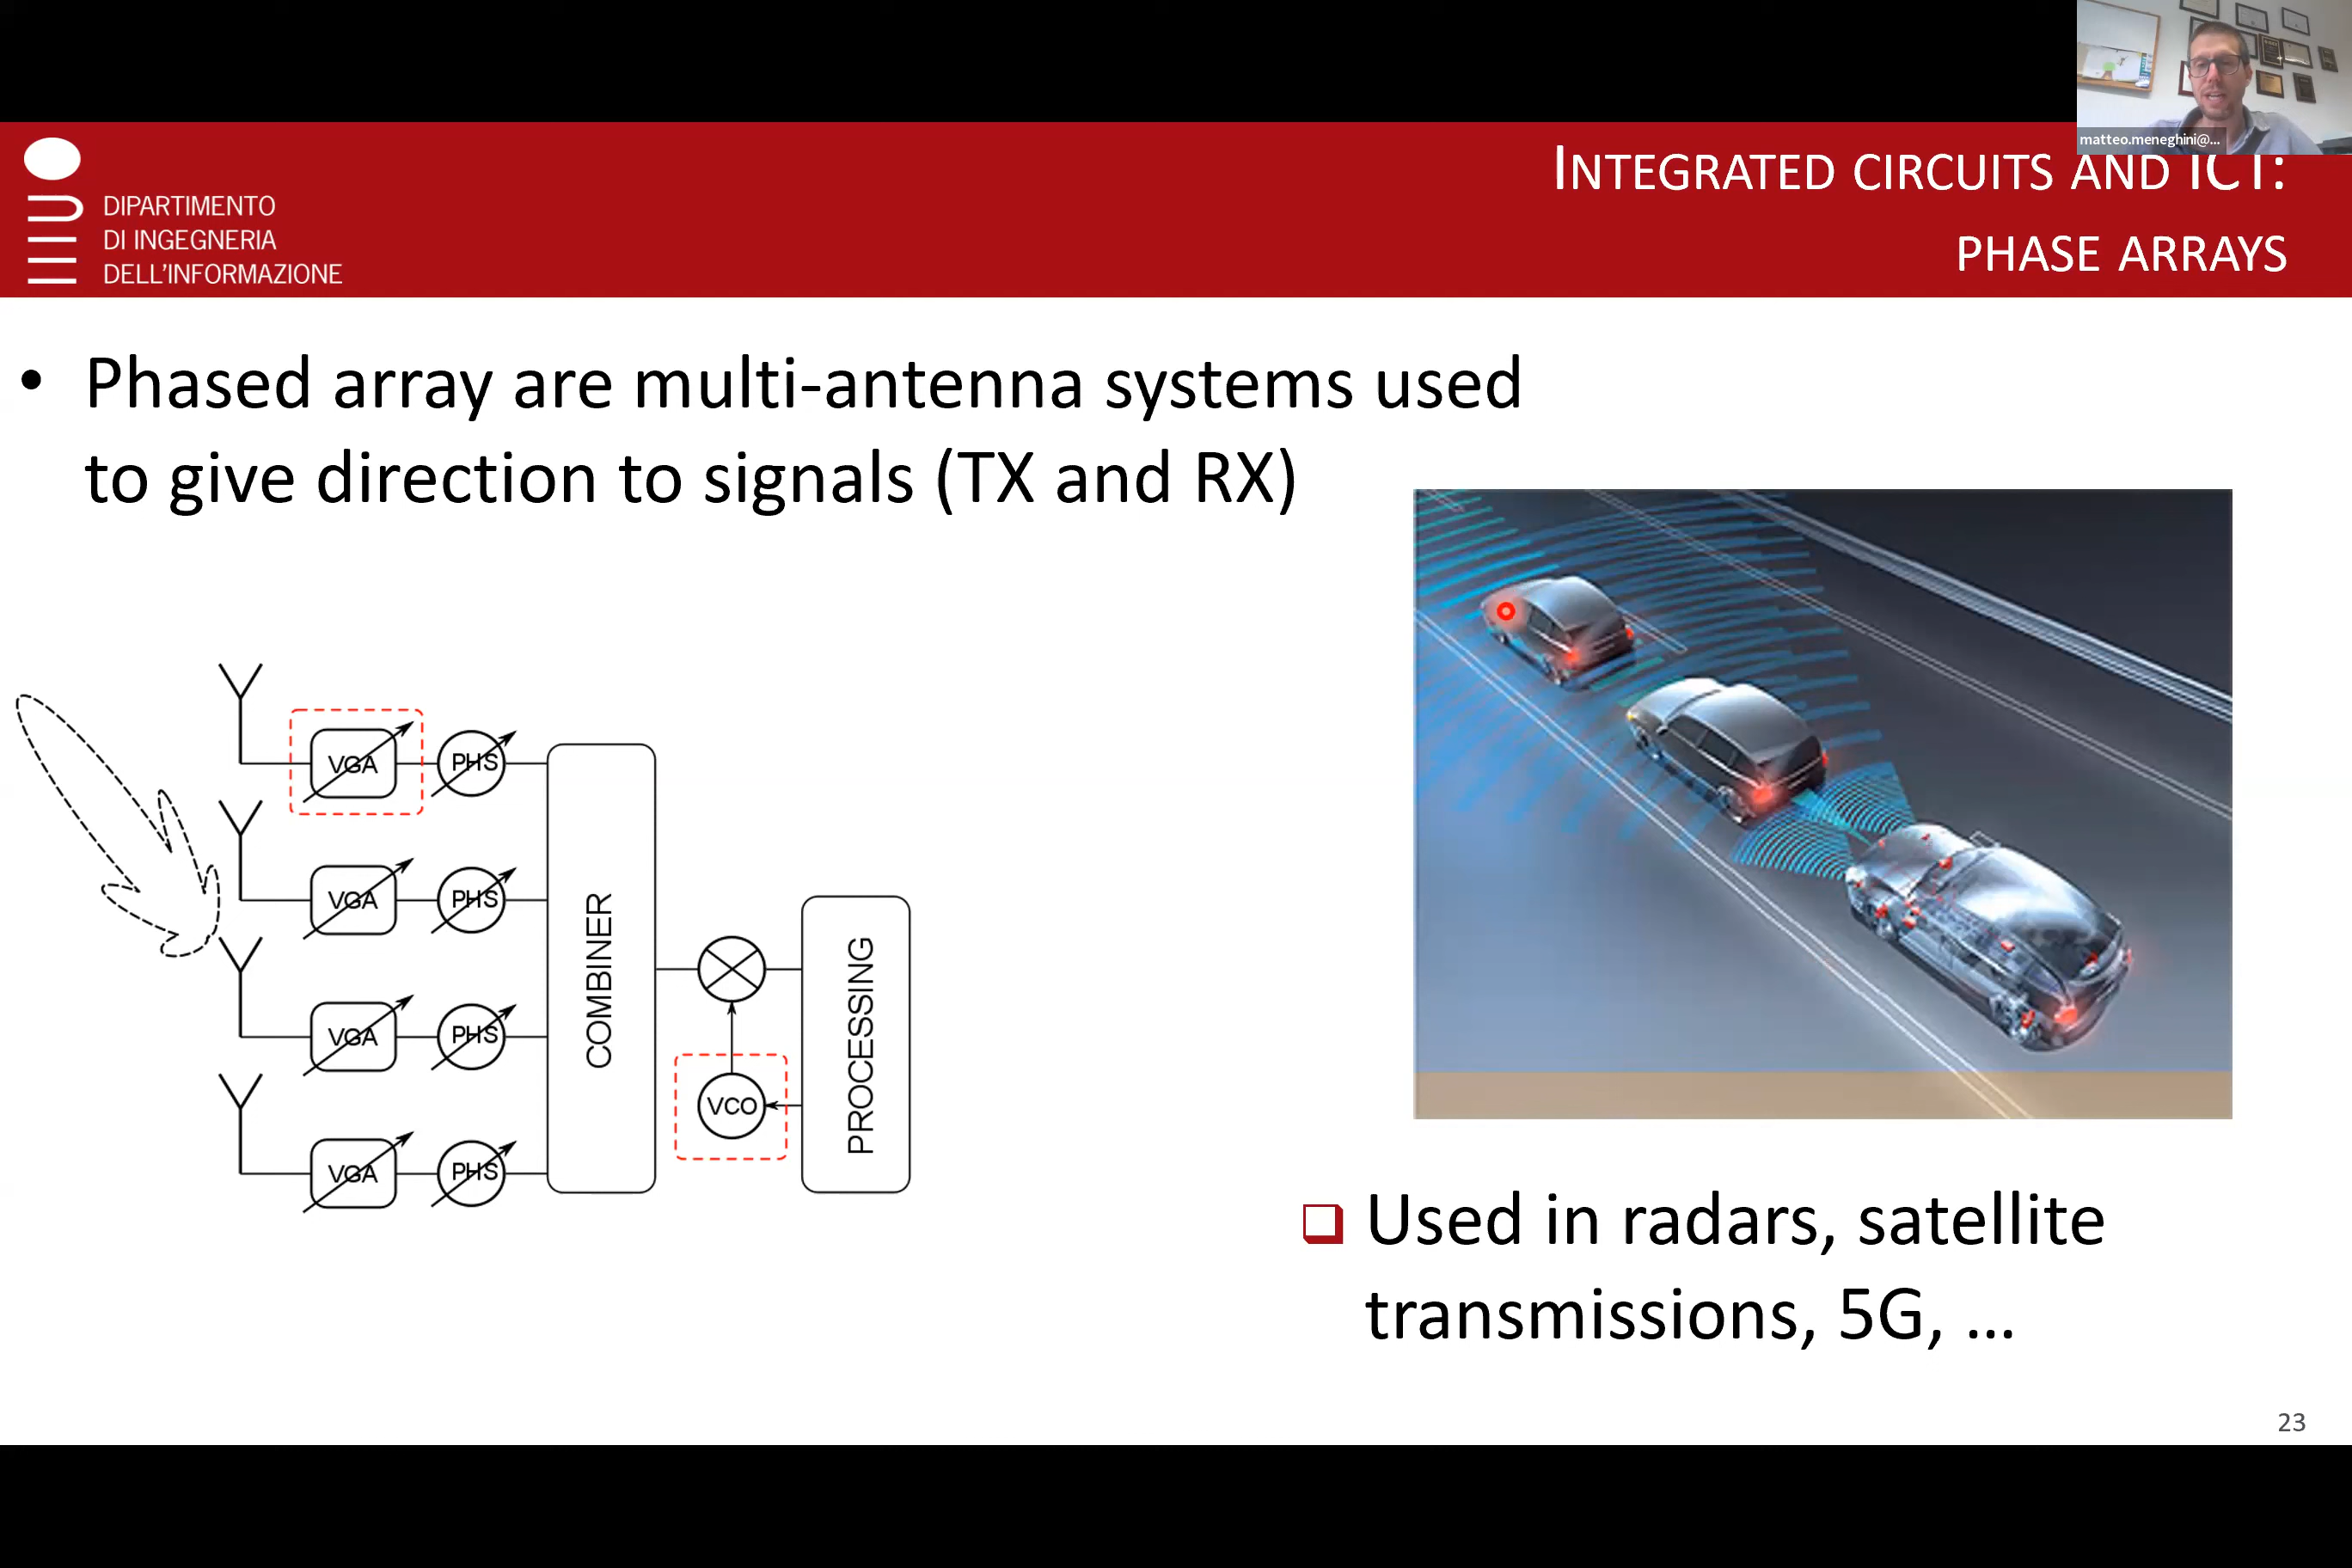 matteo.meneghini@...
DIPARTIMENTO
DI INGEGNERIA
DELL'INFORMAZIONE
INTEGRATED CIRCUITS AND ICT:
PHASE ARRAYS
• Phased array are multi-antenna systems used
to give direction to signals (TX and RX)
VGA PHS
VGA PHS
VGA PHS
VGA PHS
COMBINER
VCO
PROCESSING
Used in radars, satellite
transmissions, 5G, ...
23